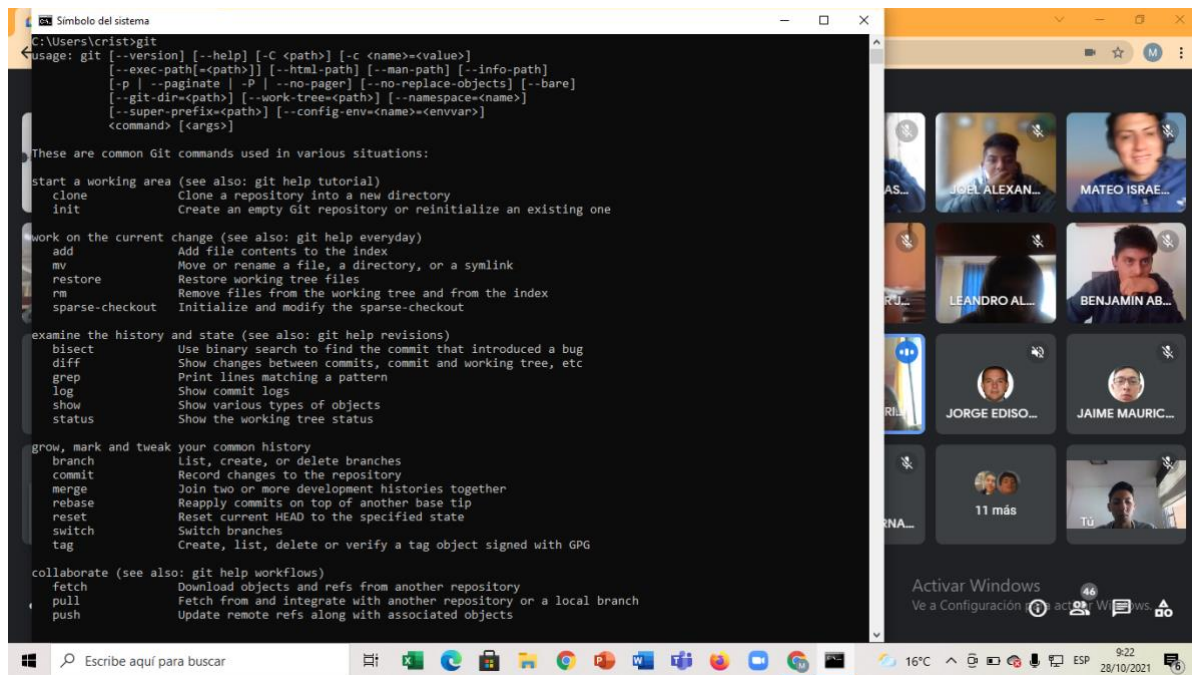 Símbolo del sistema
C:\Users\crist>git
usage: git [--version] [--help] [-C <path>] [-c <name>=<value>]
[--exec-path[=<path>]] [--html-path] [--man-path] [--info-path]
[-p | --paginate | -P | --no-pager] [--no-replace-objects] [--bare]
[--git-dir=<path>] [--work-tree=<path>] [--namespace=<name>]
[--super-prefix=<path>] [--config-env=<name>=<envvar>]
<command> [<args>]
These are common Git commands used in various situations:
start a working area (see also: git help tutorial)
clone Clone a repository into a new directory
init Create an empty Git repository or reinitialize an existing one
work on the current change (see also: git help everyday)
add Add file contents to the index
mv Move or rename a file, a directory, or a symlink
restore Restore working tree files
rm Remove files from the working tree and from the index
sparse-checkout Initialize and modify the sparse-checkout
examine the history and state (see also: git help revisions)
bisect Use binary search to find the commit that introduced a bug
diff Show changes between commits, commit and working tree, etc
grep Print lines matching a pattern
log Show commit logs
show Show various types of objects
status Show the working tree status
grow, mark and tweak your common history
branch List, create, or delete branches
commit Record changes to the repository
merge Join two or more development histories together
rebase Reapply commits on top of another base tip
reset Reset current HEAD to the specified state
switch Switch branches
tag Create, list, delete or verify a tag object signed with GPG
collaborate (see also: git help workflows)
fetch Download objects and refs from another repository
pull Fetch from and integrate with another repository or a local branch
push Update remote refs along with associated objects
M
AS... JOEL ALEXAN... MATEO ISRAE...
LEANDRO AL... BENJAMIN AB...
JORGE EDISO... JAIME MAURIC...
RNA... 11 más Tú
Activar Windows
Ve a Configuración para activar Windows.
46
Escribe aquí para buscar
16°C ESP 9:22
28/10/2021 6